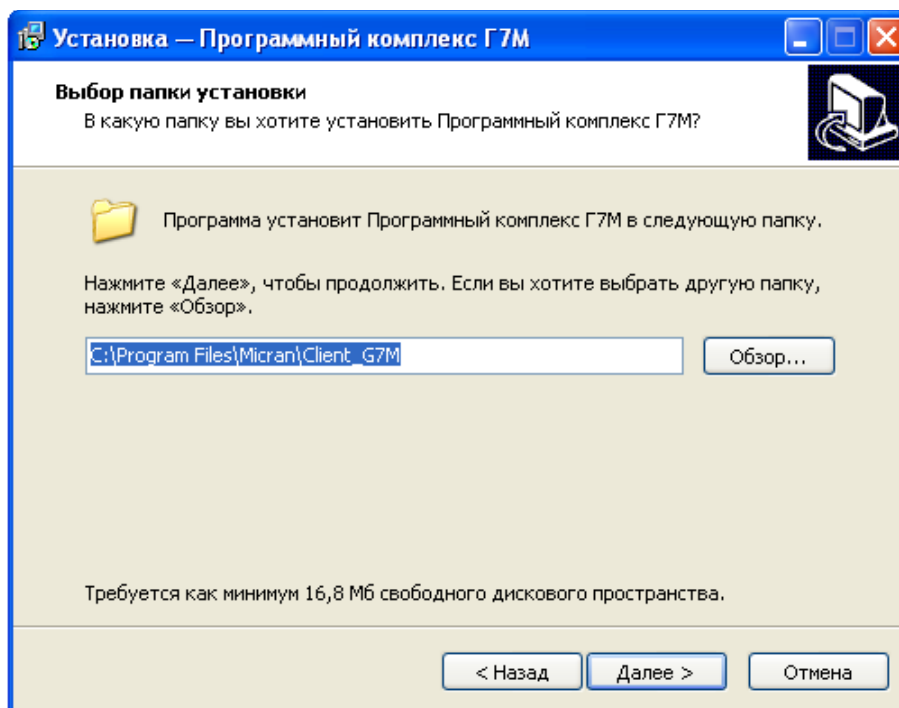 Установка — Программный комплекс Г7М
Выбор папки установки
В какую папку вы хотите установить Программный комплекс Г7М?
Программа установит Программный комплекс Г7М в следующую папку.
Нажмите «Далее», чтобы продолжить. Если вы хотите выбрать другую папку,
нажмите «Обзор».
C:\Program Files\Micran\Client_G7M
Обзор...
Требуется как минимум 16,8 Мб свободного дискового пространства.
< Назад
Далее >
Отмена